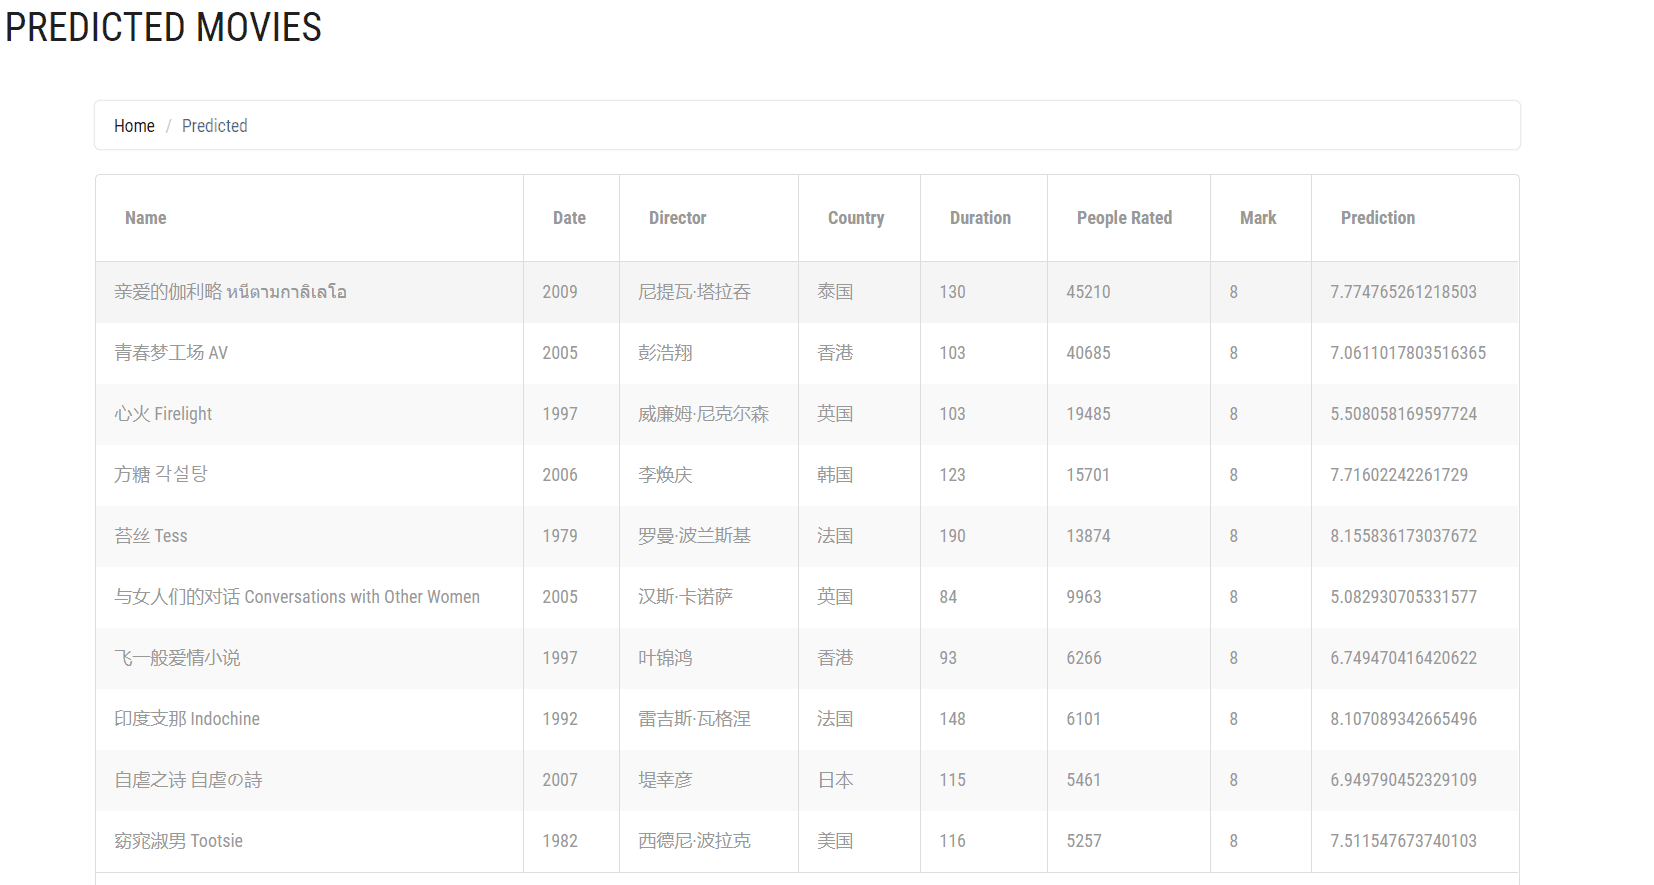 PREDICTED MOVIES
Home / Predicted
Name Date Director Country Duration People Rated Mark Prediction
亲爱的伽利略 หนีตามกาลิเลโอ 2009 尼提瓦·塔拉吞 泰国 130 45210 8 7.774765261218503
青春梦工场 AV 2005 彭浩翔 香港 103 40685 8 7.0611017803516365
心火 Firelight 1997 威廉姆·尼克尔森 英国 103 19485 8 5.508058169597724
方糖 각설탕 2006 李焕庆 韩国 123 15701 8 7.71602242261729
苔丝 Tess 1979 罗曼·波兰斯基 法国 190 13874 8 8.155836173037672
与女人们的对话 Conversations with Other Women 2005 汉斯·卡诺萨 英国 84 9963 8 5.082930705331577
飞一般爱情小说 1997 叶锦鸿 香港 93 6266 8 6.749470416420622
印度支那 Indochine 1992 雷吉斯·瓦格涅 法国 148 6101 8 8.107089342665496
自虐之诗 自虐の詩 2007 堤幸彦 日本 115 5461 8 6.949790452329109
窈窕淑男 Tootsie 1982 西德尼·波拉克 美国 116 5257 8 7.511547673740103